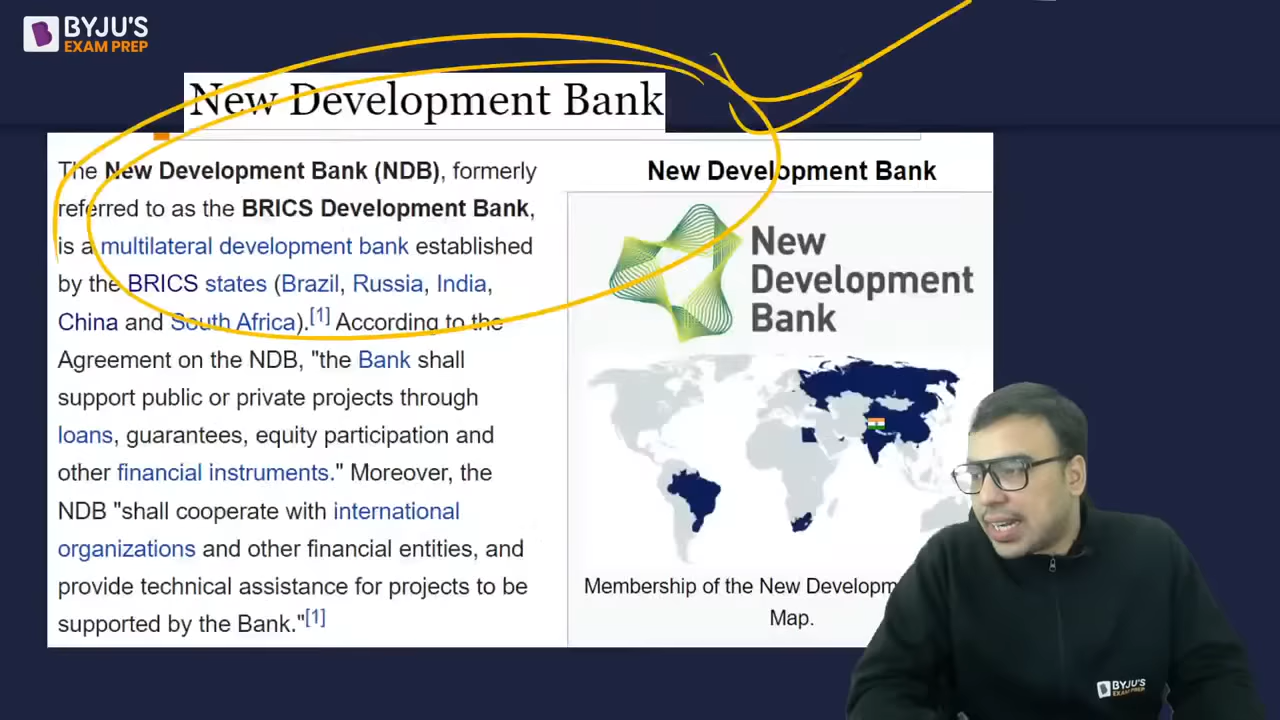 BYJU'S
EXAM PREP
New Development Bank
The New Development Bank (NDB), formerly
referred to as the BRICS Development Bank,
is a multilateral development bank established
by the BRICS states (Brazil, Russia, India,
China and South Africa).[1] According to the
Agreement on the NDB, "the Bank shall
support public or private projects through
loans, guarantees, equity participation and
other financial instruments." Moreover, the
NDB "shall cooperate with international
organizations and other financial entities, and
provide technical assistance for projects to be
supported by the Bank."[1]
New Development Bank
New
Development
Bank
Membership of the New
Map.
BYJU'S
EXAM PREP